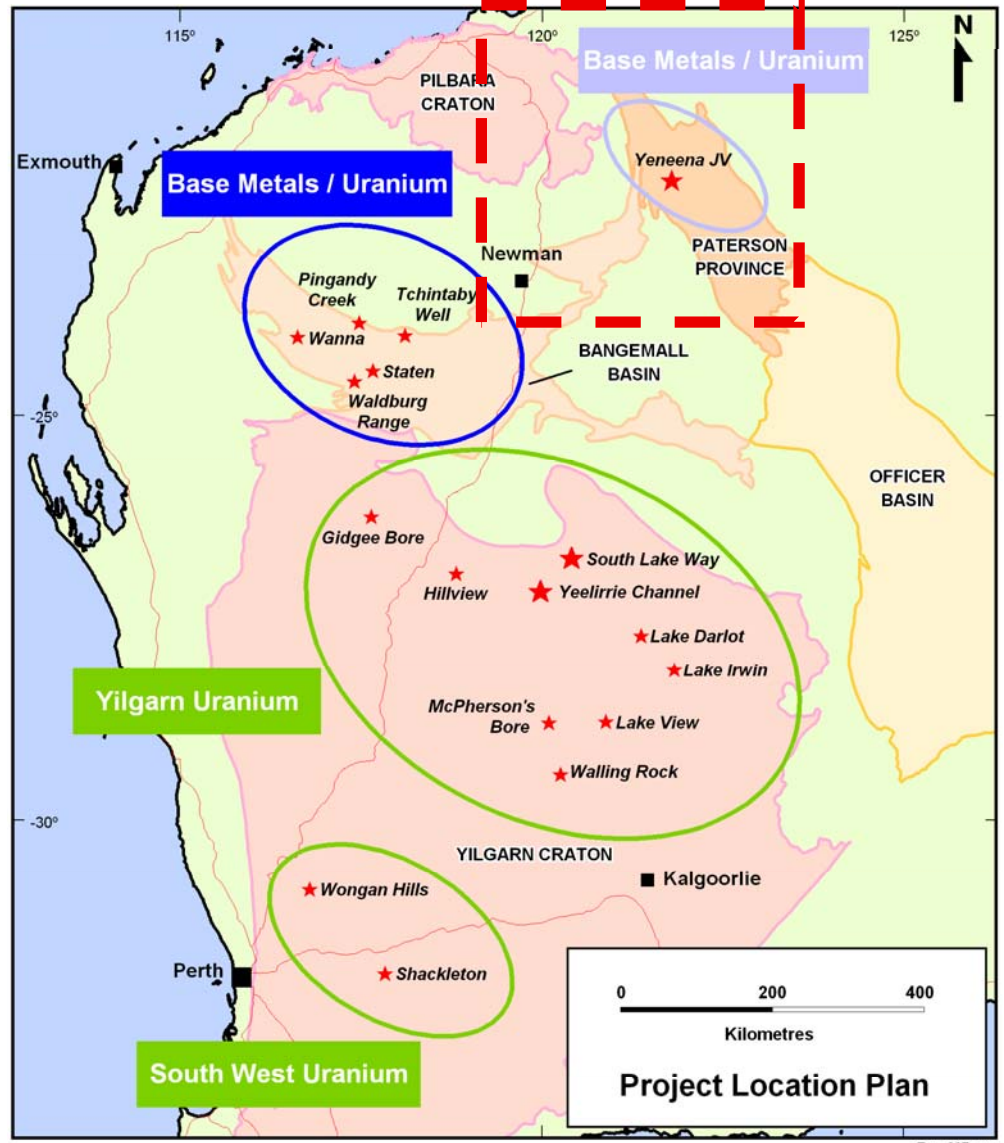 115°
120°
125°
N
Base Metals / Uranium
PILBARA
CRATON
Exmouth
Yeneena JV
Base Metals / Uranium
PATERSON
PROVINCE
Newman
Pingandy
Creek
Tchintaby
Well
Wanna
BANGEMALL
BASIN
Staten
Waldburg
Range
-25°
OFFICER
BASIN
Gidgee Bore
South Lake Way
Hillview
Yeelirrie Channel
Lake Darlot
Lake Irwin
Yilgarn Uranium
McPherson's
Bore
Lake View
Walling Rock
-30°
YILGARN CRATON
Kalgoorlie
Wongan Hills
Perth
Shackleton
0 200 400
Kilometres
South West Uranium
Project Location Plan